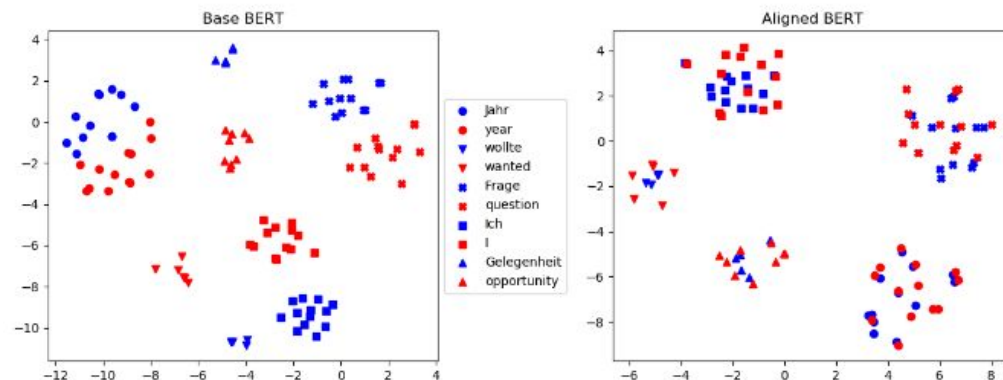 Base BERT
4
2
0
−2
−4
−6
−8
−10
−12
−10
−8
−6
−4
−2
0
2
4
Jahr
year
wollte
wanted
Frage
question
Ich
I
Gelegenheit
opportunity
Aligned BERT
4
2
0
−2
−4
−6
−8
−6
−4
−2
0
2
4
6
8